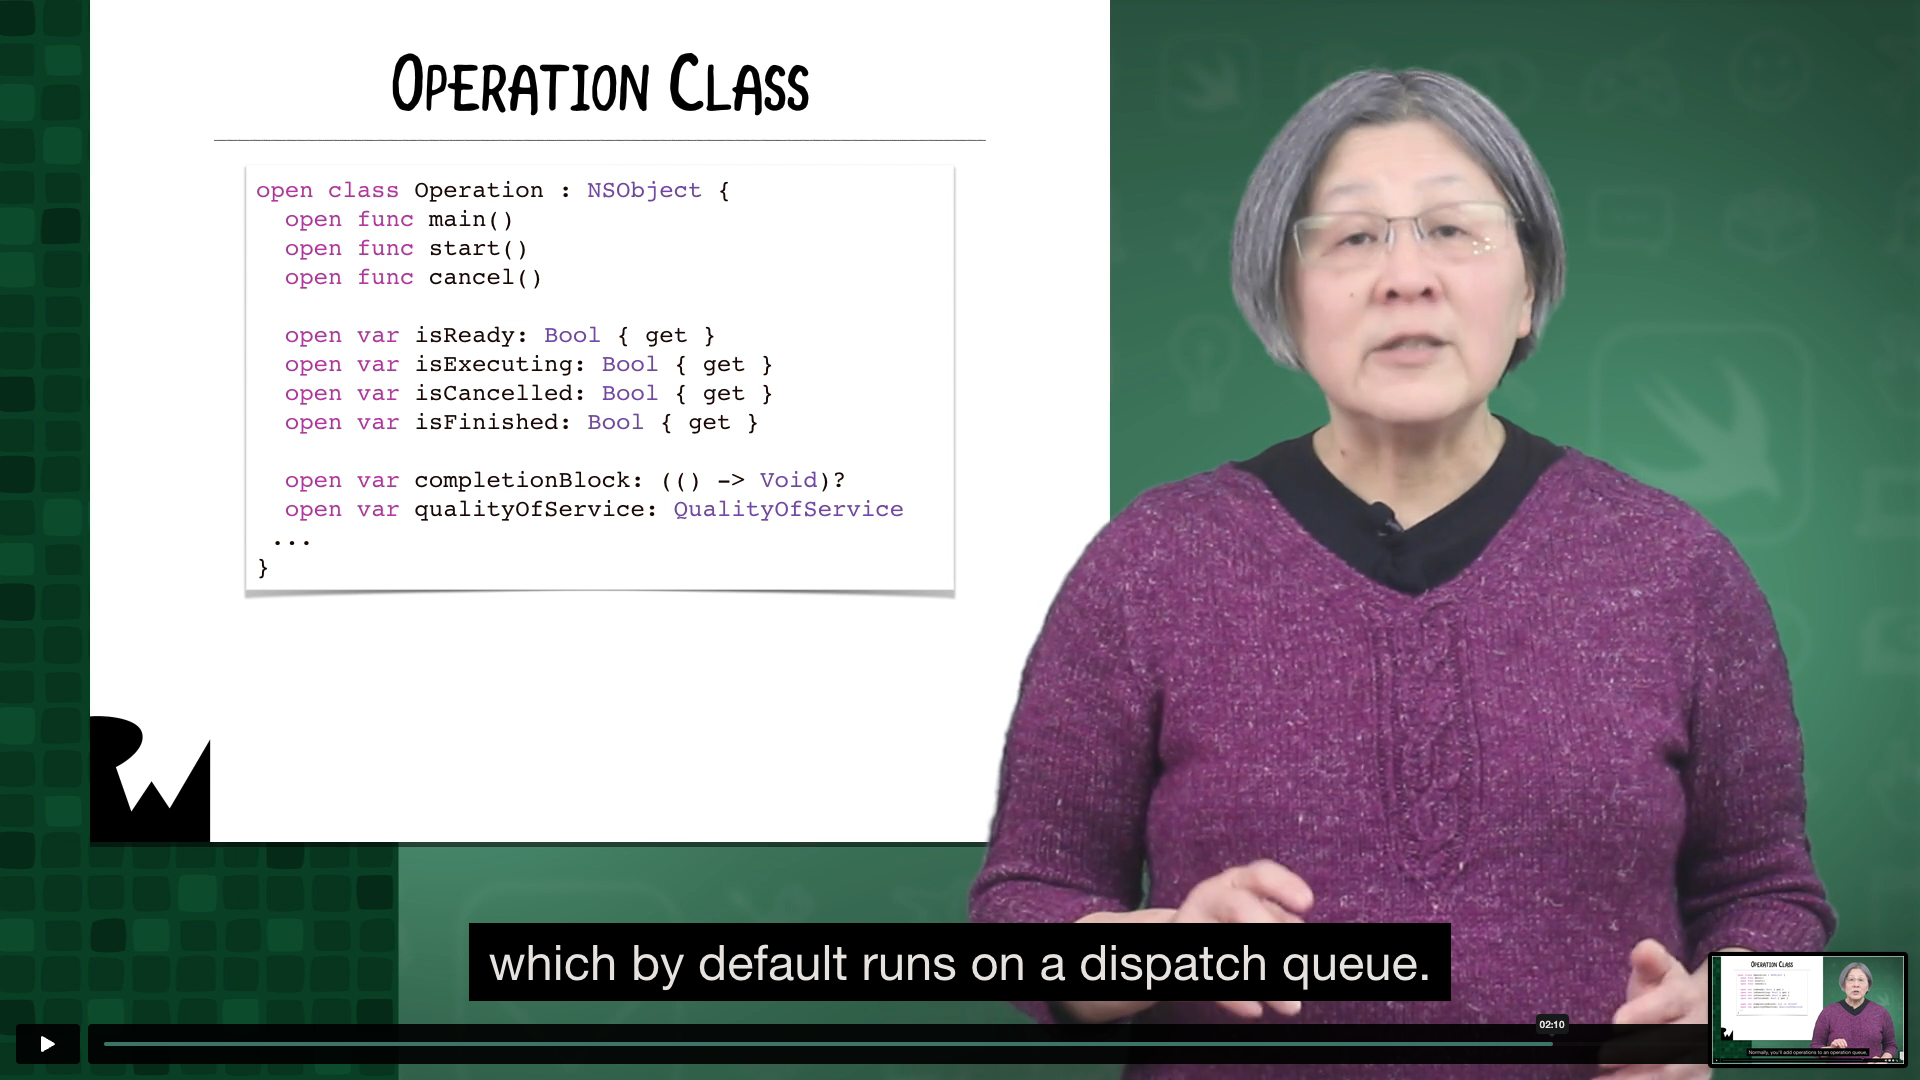 OPERATION CLASS
open class Operation : NSObject {
open func main()
open func start()
open func cancel()
open var isReady: Bool { get }
open var isExecuting: Bool { get }
open var isCancelled: Bool { get }
open var isFinished: Bool { get }
open var completionBlock: (() -> Void)?
open var qualityOfService: QualityOfService
...
}
RW
which by default runs on a dispatch queue.
02:10
OPERATION CLASS
Normally, you'll add operations to an operation queue,